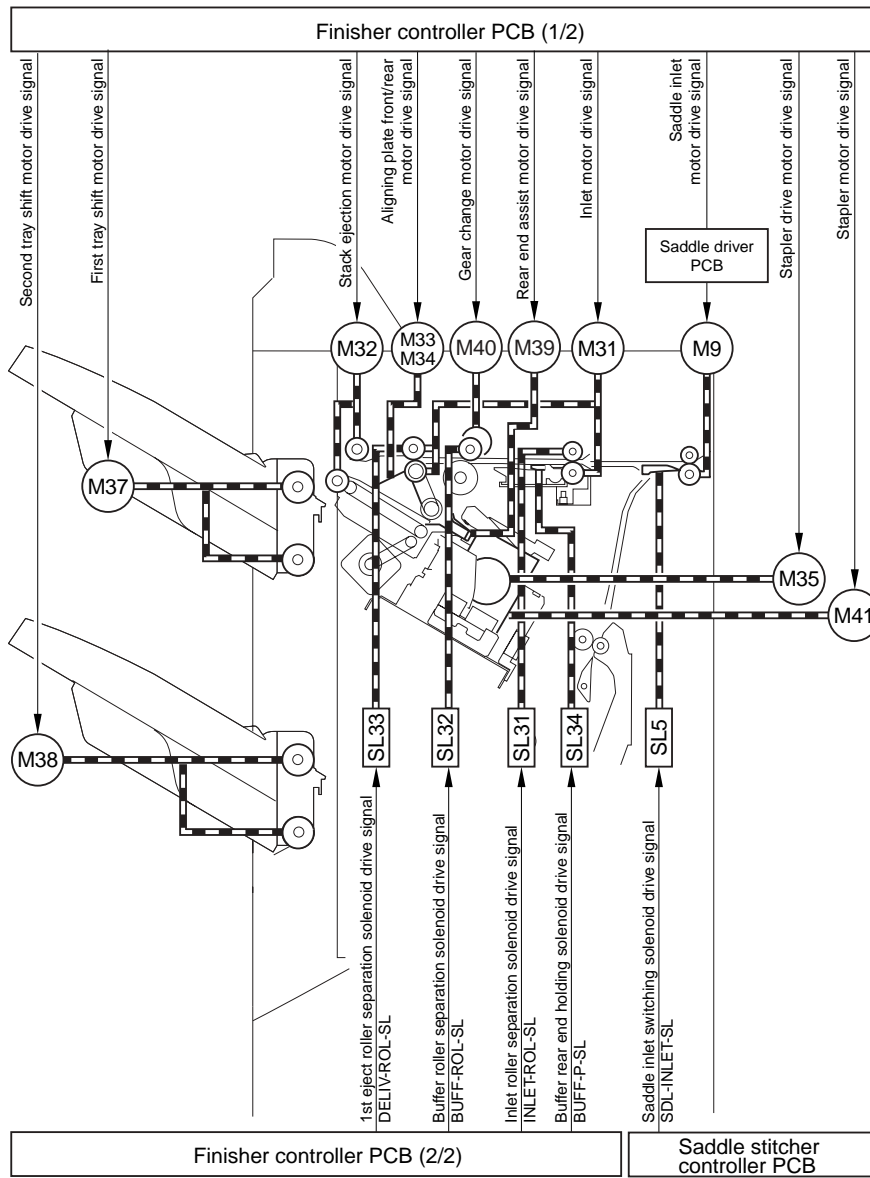 Finisher controller PCB (1/2)
Second tray shift motor drive signal
First tray shift motor drive signal
Stack ejection motor drive signal
Aligning plate front/rear
motor drive signal
Gear change motor drive signal
Rear end assist motor drive signal
Inlet motor drive signal
Saddle inlet
motor drive signal
Stapler drive motor drive signal
Stapler motor drive signal
Saddle driver
PCB
M32
M33
M34
M40
M39
M31
M9
M37
M35
M41
M38
SL33
SL32
SL31
SL34
SL5
1st eject roller separation solenoid drive signal
DELIV-ROL-SL
Buffer roller separation solenoid drive signal
BUFF-ROL-SL
Inlet roller separation solenoid drive signal
INLET-ROL-SL
Buffer rear end holding solenoid drive signal
BUFF-P-SL
Saddle inlet switching solenoid drive signal
SDL-INLET-SL
Finisher controller PCB (2/2)
Saddle stitcher
controller PCB